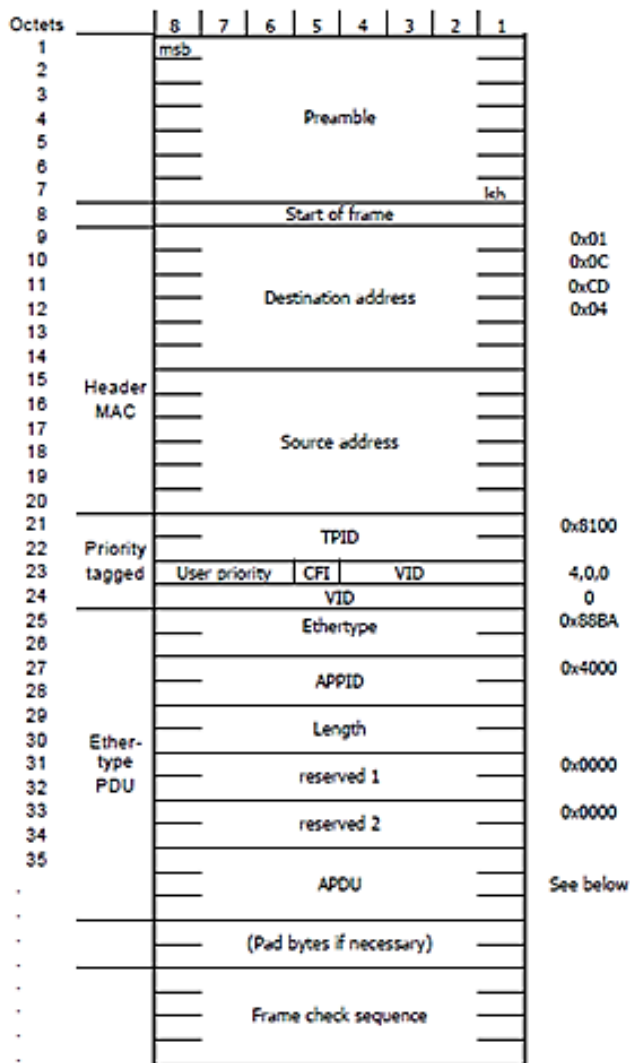 Octets 8 7 6 5 4 3 2 1
1 msb
2
3
4 Preamble
5
6
7 lsb
8 Start of frame
9 0x01
10 0x0C
11 Destination address 0xCD
12 0x04
13
14
15
16 Header MAC
17
18 Source address
19
20
21 TPID 0x8100
22 Priority
23 tagged User priority CFI VID 4,0,0
24 VID 0
25 Ethertype 0x88BA
26
27 APPID 0x4000
28
29 Length
30 Ether-
31 type reserved 1 0x0000
32 PDU
33 reserved 2 0x0000
34
35
. APDU See below
.
. (Pad bytes if necessary)
.
.
. Frame check sequence
.
.